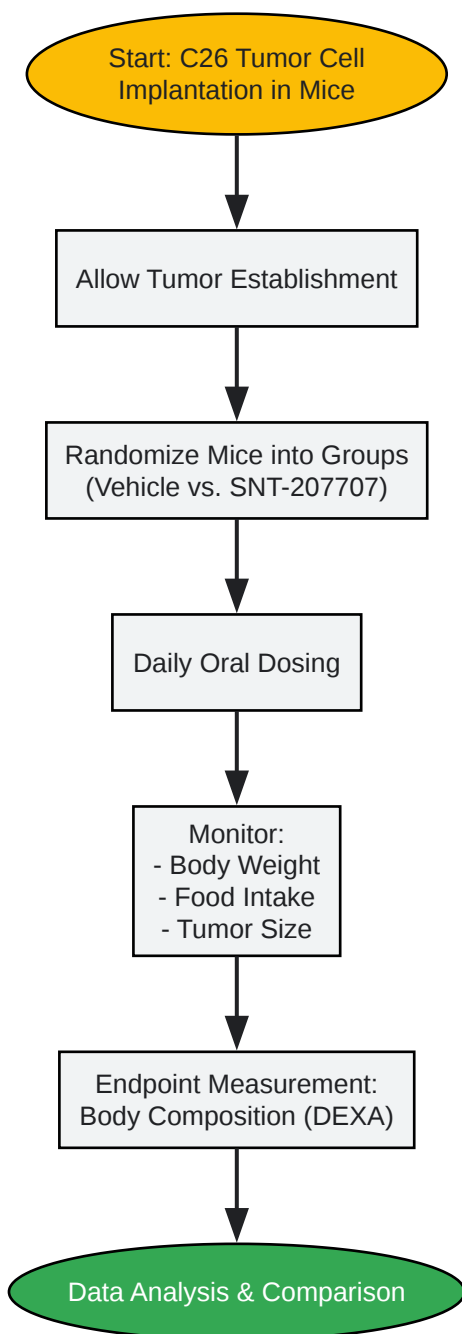 Start: C26 Tumor Cell
Implantation in Mice
Allow Tumor Establishment
Randomize Mice into Groups
(Vehicle vs. SNT-207707)
Daily Oral Dosing
Monitor:
- Body Weight
- Food Intake
- Tumor Size
Endpoint Measurement:
Body Composition (DEXA)
Data Analysis & Comparison